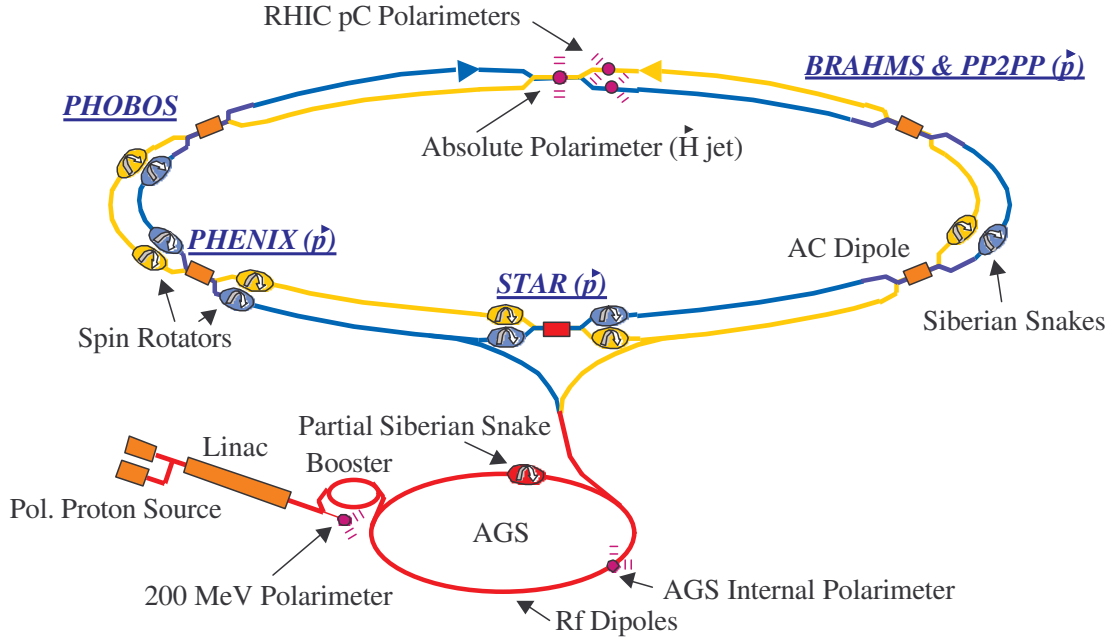 RHIC pC Polarimeters
BRAHMS & PP2PP (p)
PHOBOS
Absolute Polarimeter (H jet)
PHENIX (p)
AC Dipole
STAR (p)
Siberian Snakes
Spin Rotators
Partial Siberian Snake
Linac
Booster
Pol. Proton Source
AGS
200 MeV Polarimeter
AGS Internal Polarimeter
Rf Dipoles